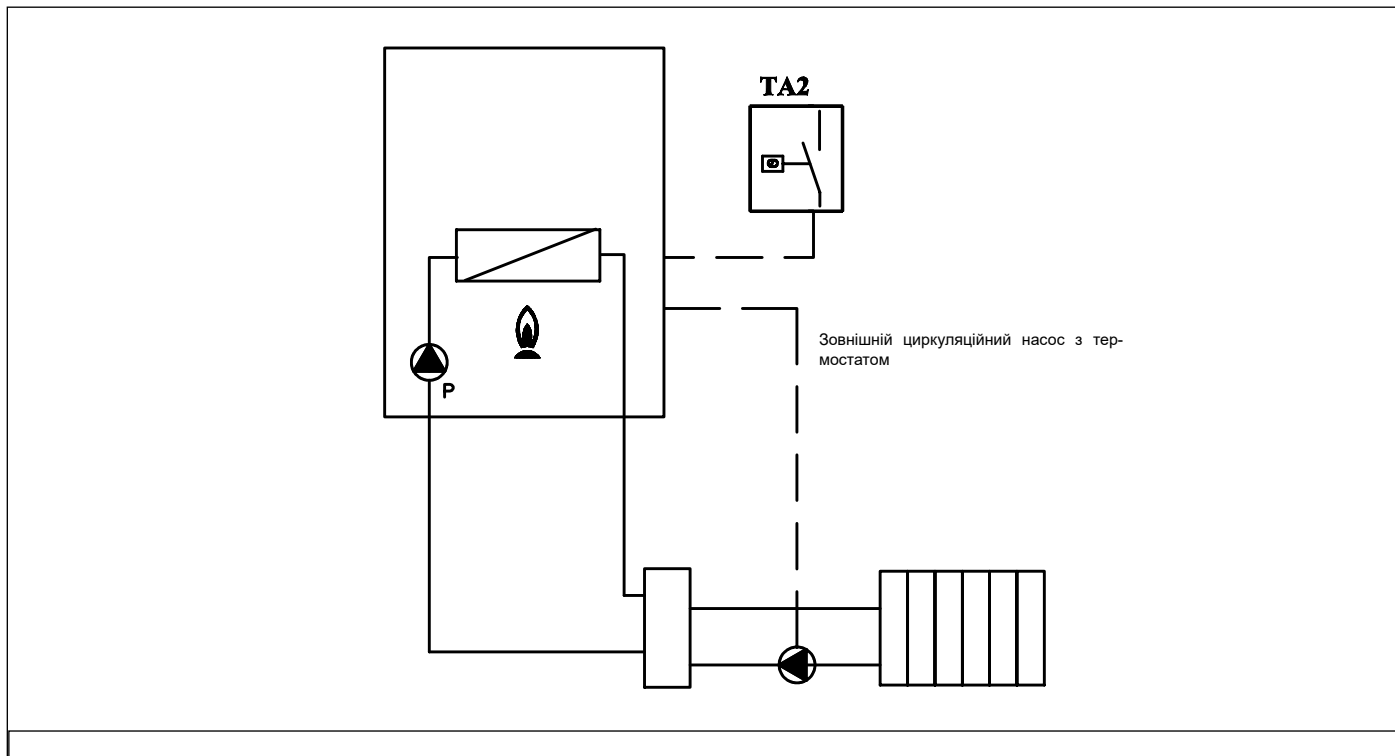 TA2
Зовнішній циркуляційний насос з тер-
мостатом
P